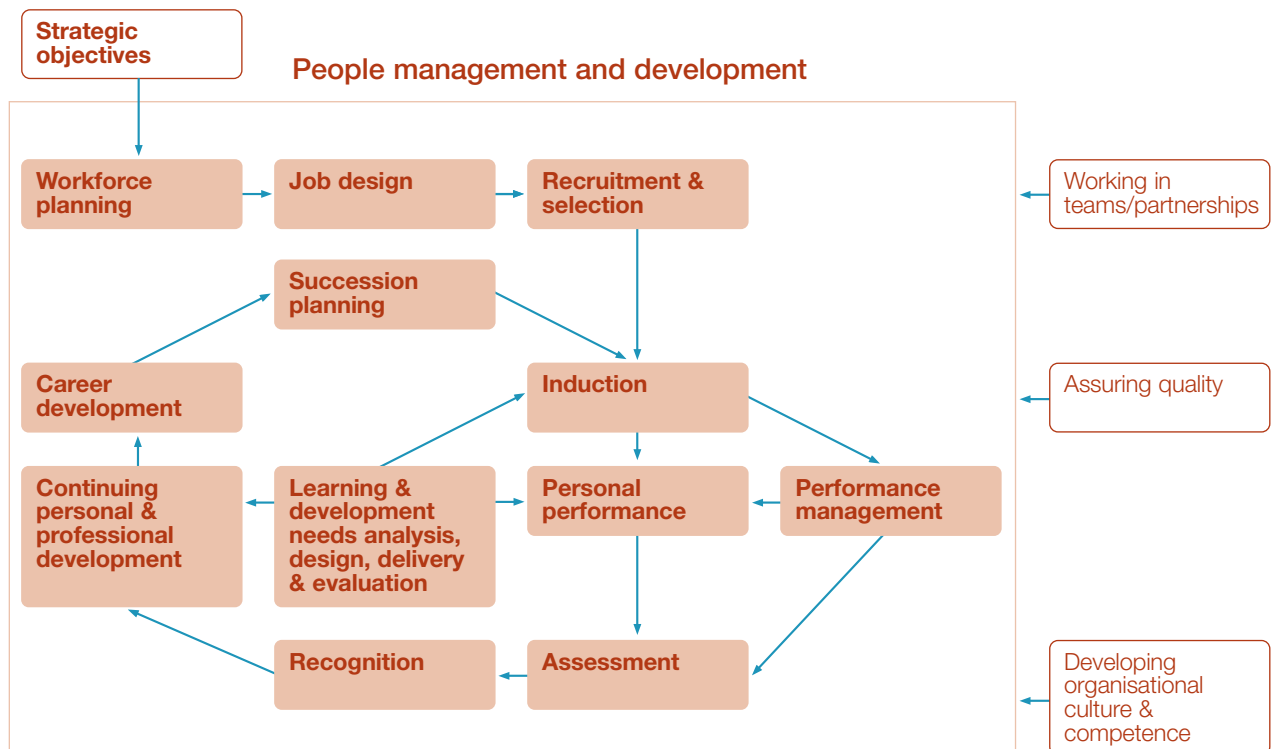 Strategic
objectives
People management and development
Workforce
planning
Job design
Recruitment &
selection
Working in
teams/partnerships
Succession
planning
Career
development
Induction
Assuring quality
Continuing
personal &
professional
development
Learning &
development
needs analysis,
design, delivery
& evaluation
Personal
performance
Performance
management
Recognition
Assessment
Developing
organisational
culture &
competence